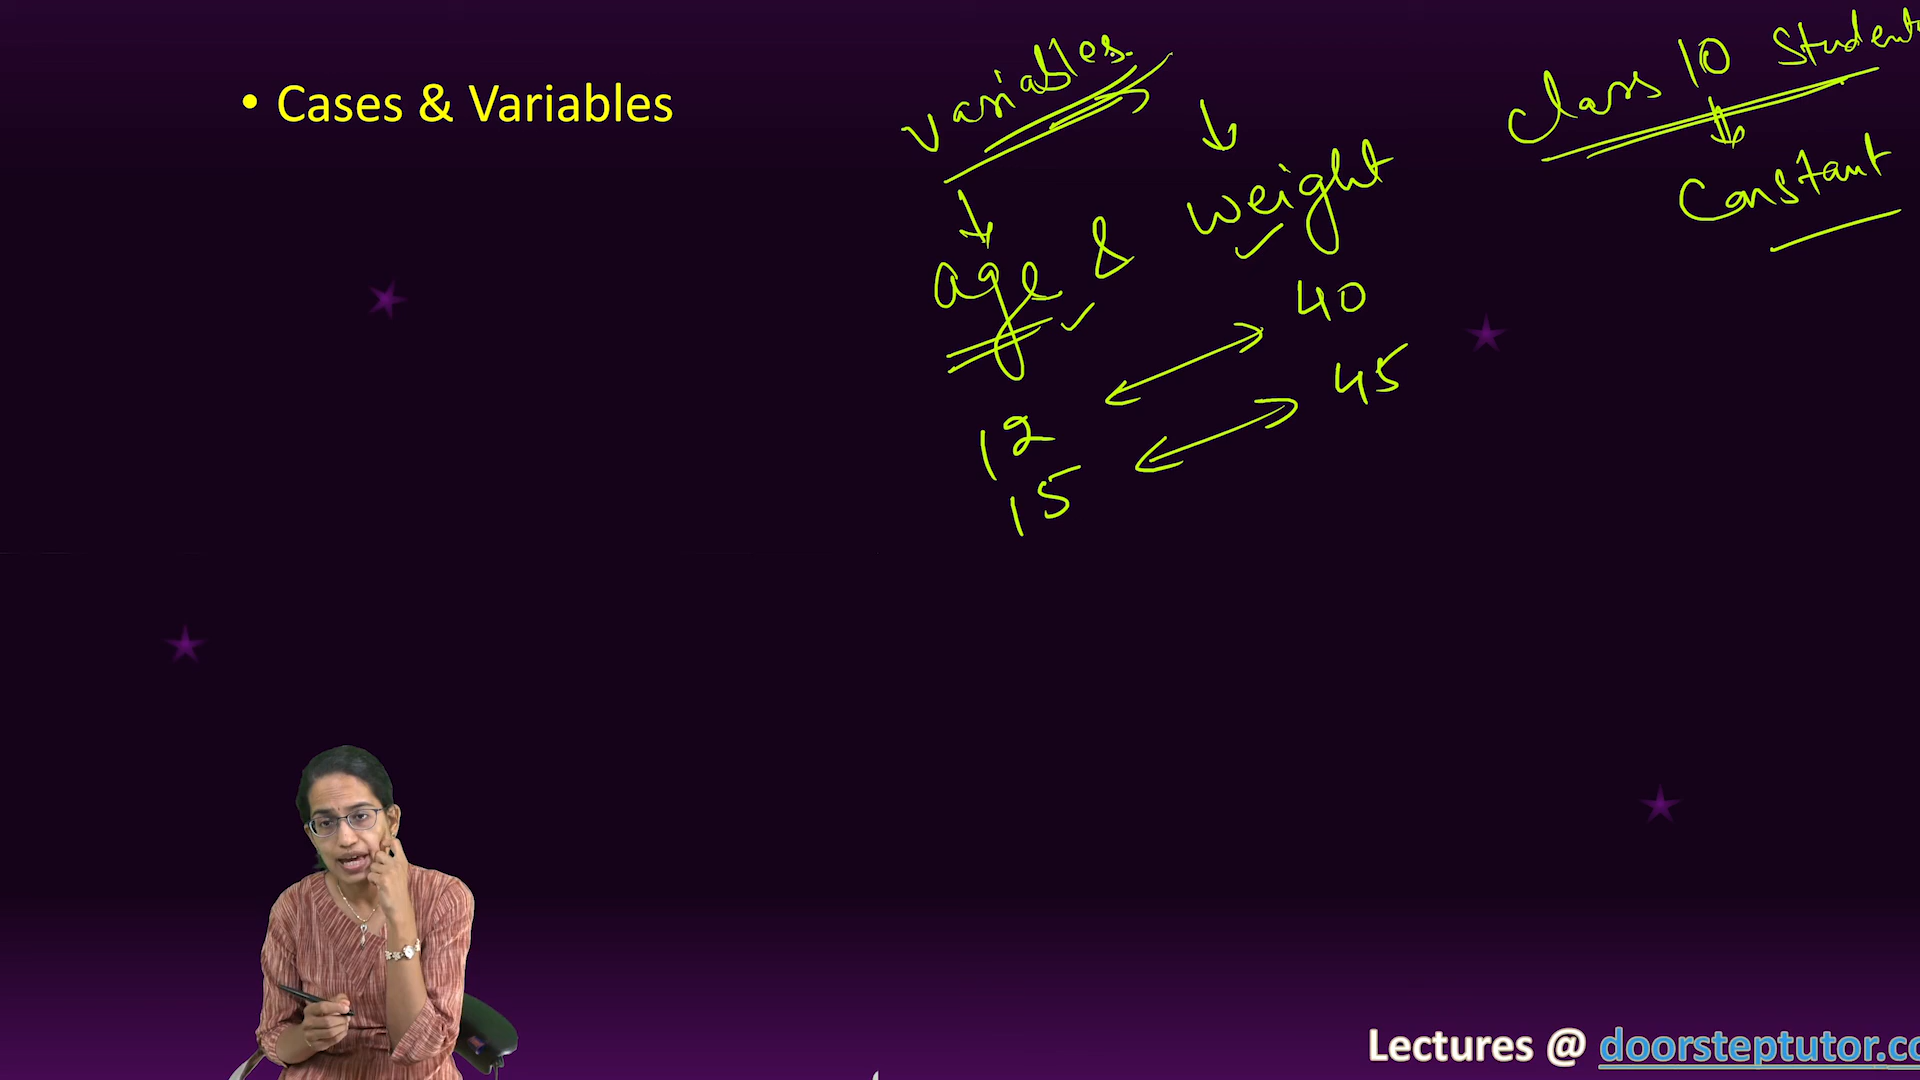 • Cases & Variables
variables
Class 10 Student
Constant
age & weight
40
45
12
15
Lectures @ doorsteptutor.co